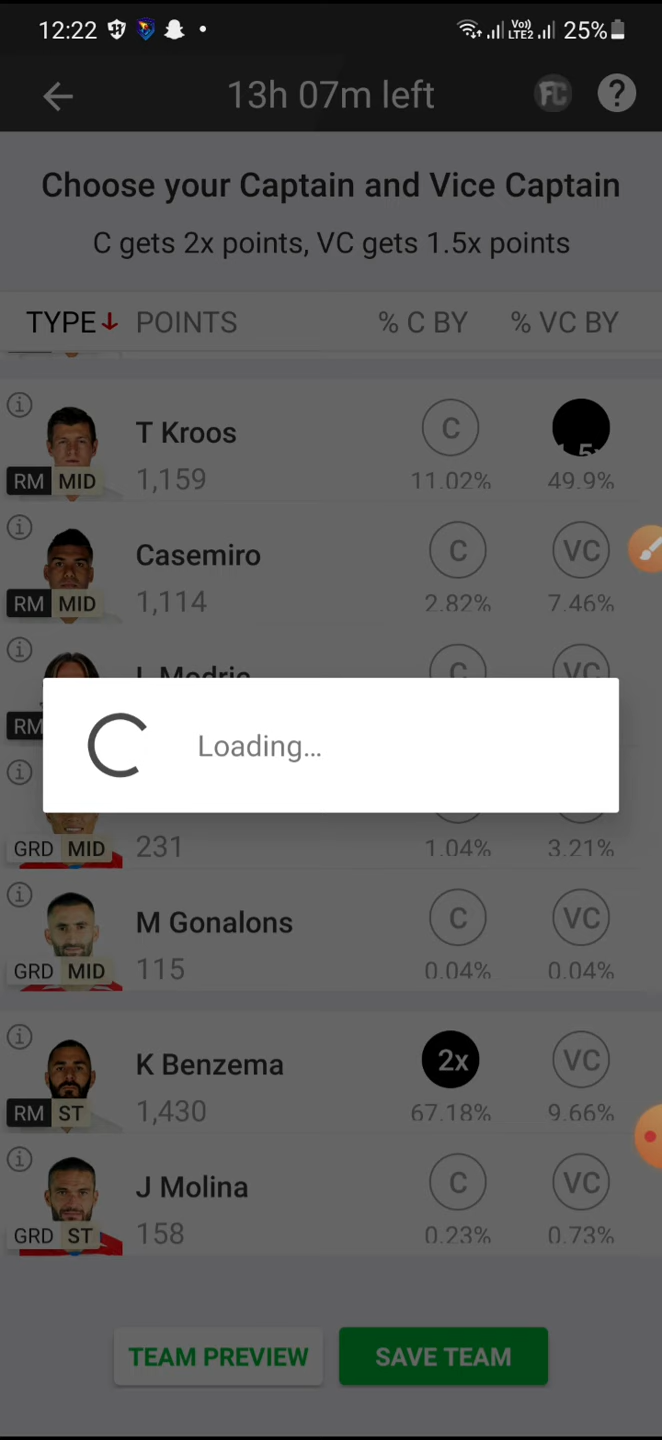 12:22 Vo)) LTE2 25%
13h 07m left FC ?
Choose your Captain and Vice Captain
C gets 2x points, VC gets 1.5x points
TYPE↓ POINTS % C BY % VC BY
T Kroos C
RM MID 1,159 11.02% 49.9%
Casemiro C VC
RM MID 1,114 2.82% 7.46%
L Modric C VC
RM
Loading...
GRD MID 231 1.04% 3.21%
M Gonalons C VC
GRD MID 115 0.04% 0.04%
K Benzema 2x VC
RM ST 1,430 67.18% 9.66%
J Molina C VC
GRD ST 158 0.23% 0.73%
TEAM PREVIEW SAVE TEAM